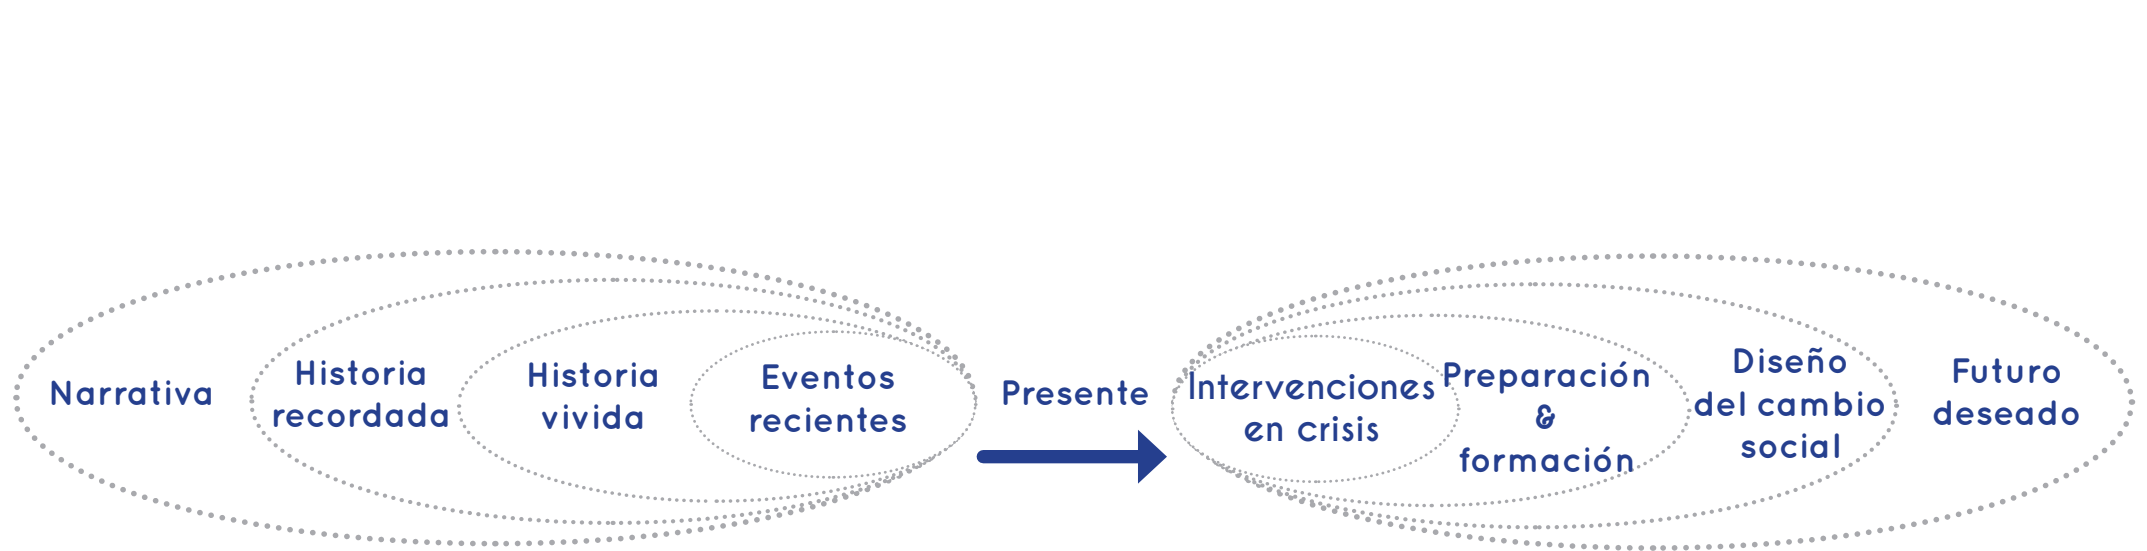 Narrativa
Historia
recordada
Historia
vivida
Eventos
recientes
Presente
Intervenciones
en crisis
Preparación
&
formación
Diseño
del cambio
social
Futuro
deseado